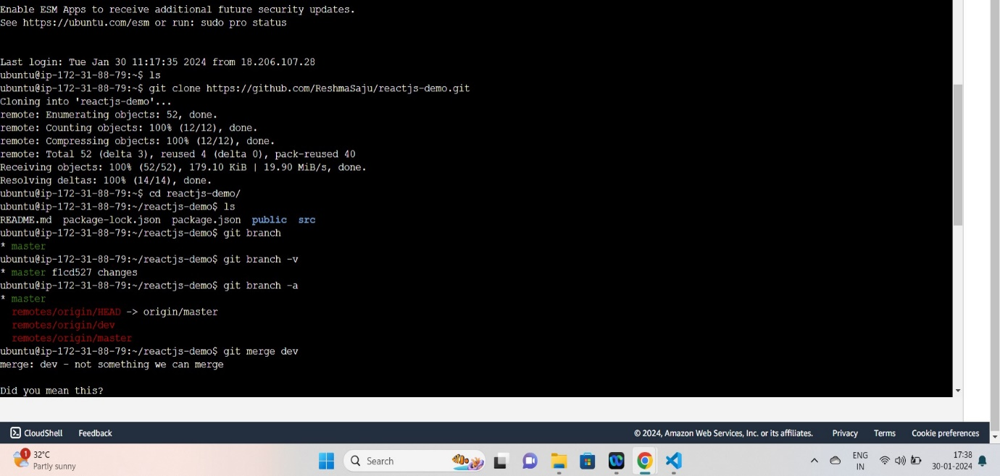 Enable ESM Apps to receive additional future security updates.
See https://ubuntu.com/esm or run: sudo pro status
Last login: Tue Jan 30 11:17:35 2024 from 18.206.107.28
ubuntu@ip-172-31-88-79:~$ ls
ubuntu@ip-172-31-88-79:~$ git clone https://github.com/ReshmaSaju/reactjs-demo.git
Cloning into 'reactjs-demo'...
remote: Enumerating objects: 52, done.
remote: Counting objects: 100% (12/12), done.
remote: Compressing objects: 100% (12/12), done.
remote: Total 52 (delta 3), reused 4 (delta 0), pack-reused 40
Receiving objects: 100% (52/52), 179.10 KiB | 19.90 MiB/s, done.
Resolving deltas: 100% (14/14), done.
ubuntu@ip-172-31-88-79:~$ cd reactjs-demo/
ubuntu@ip-172-31-88-79:~/reactjs-demo$ ls
README.md  package-lock.json  package.json  public  src
ubuntu@ip-172-31-88-79:~/reactjs-demo$ git branch
* master
ubuntu@ip-172-31-88-79:~/reactjs-demo$ git branch -v
* master f1cd527 changes
ubuntu@ip-172-31-88-79:~/reactjs-demo$ git branch -a
* master
  remotes/origin/HEAD -> origin/master
  remotes/origin/dev
  remotes/origin/master
ubuntu@ip-172-31-88-79:~/reactjs-demo$ git merge dev
merge: dev - not something we can merge
Did you mean this?
CloudShell Feedback © 2024, Amazon Web Services, Inc. or its affiliates. Privacy Terms Cookie preferences
1 32°C
Partly sunny
Search
ENG
IN
17:38
30-01-2024